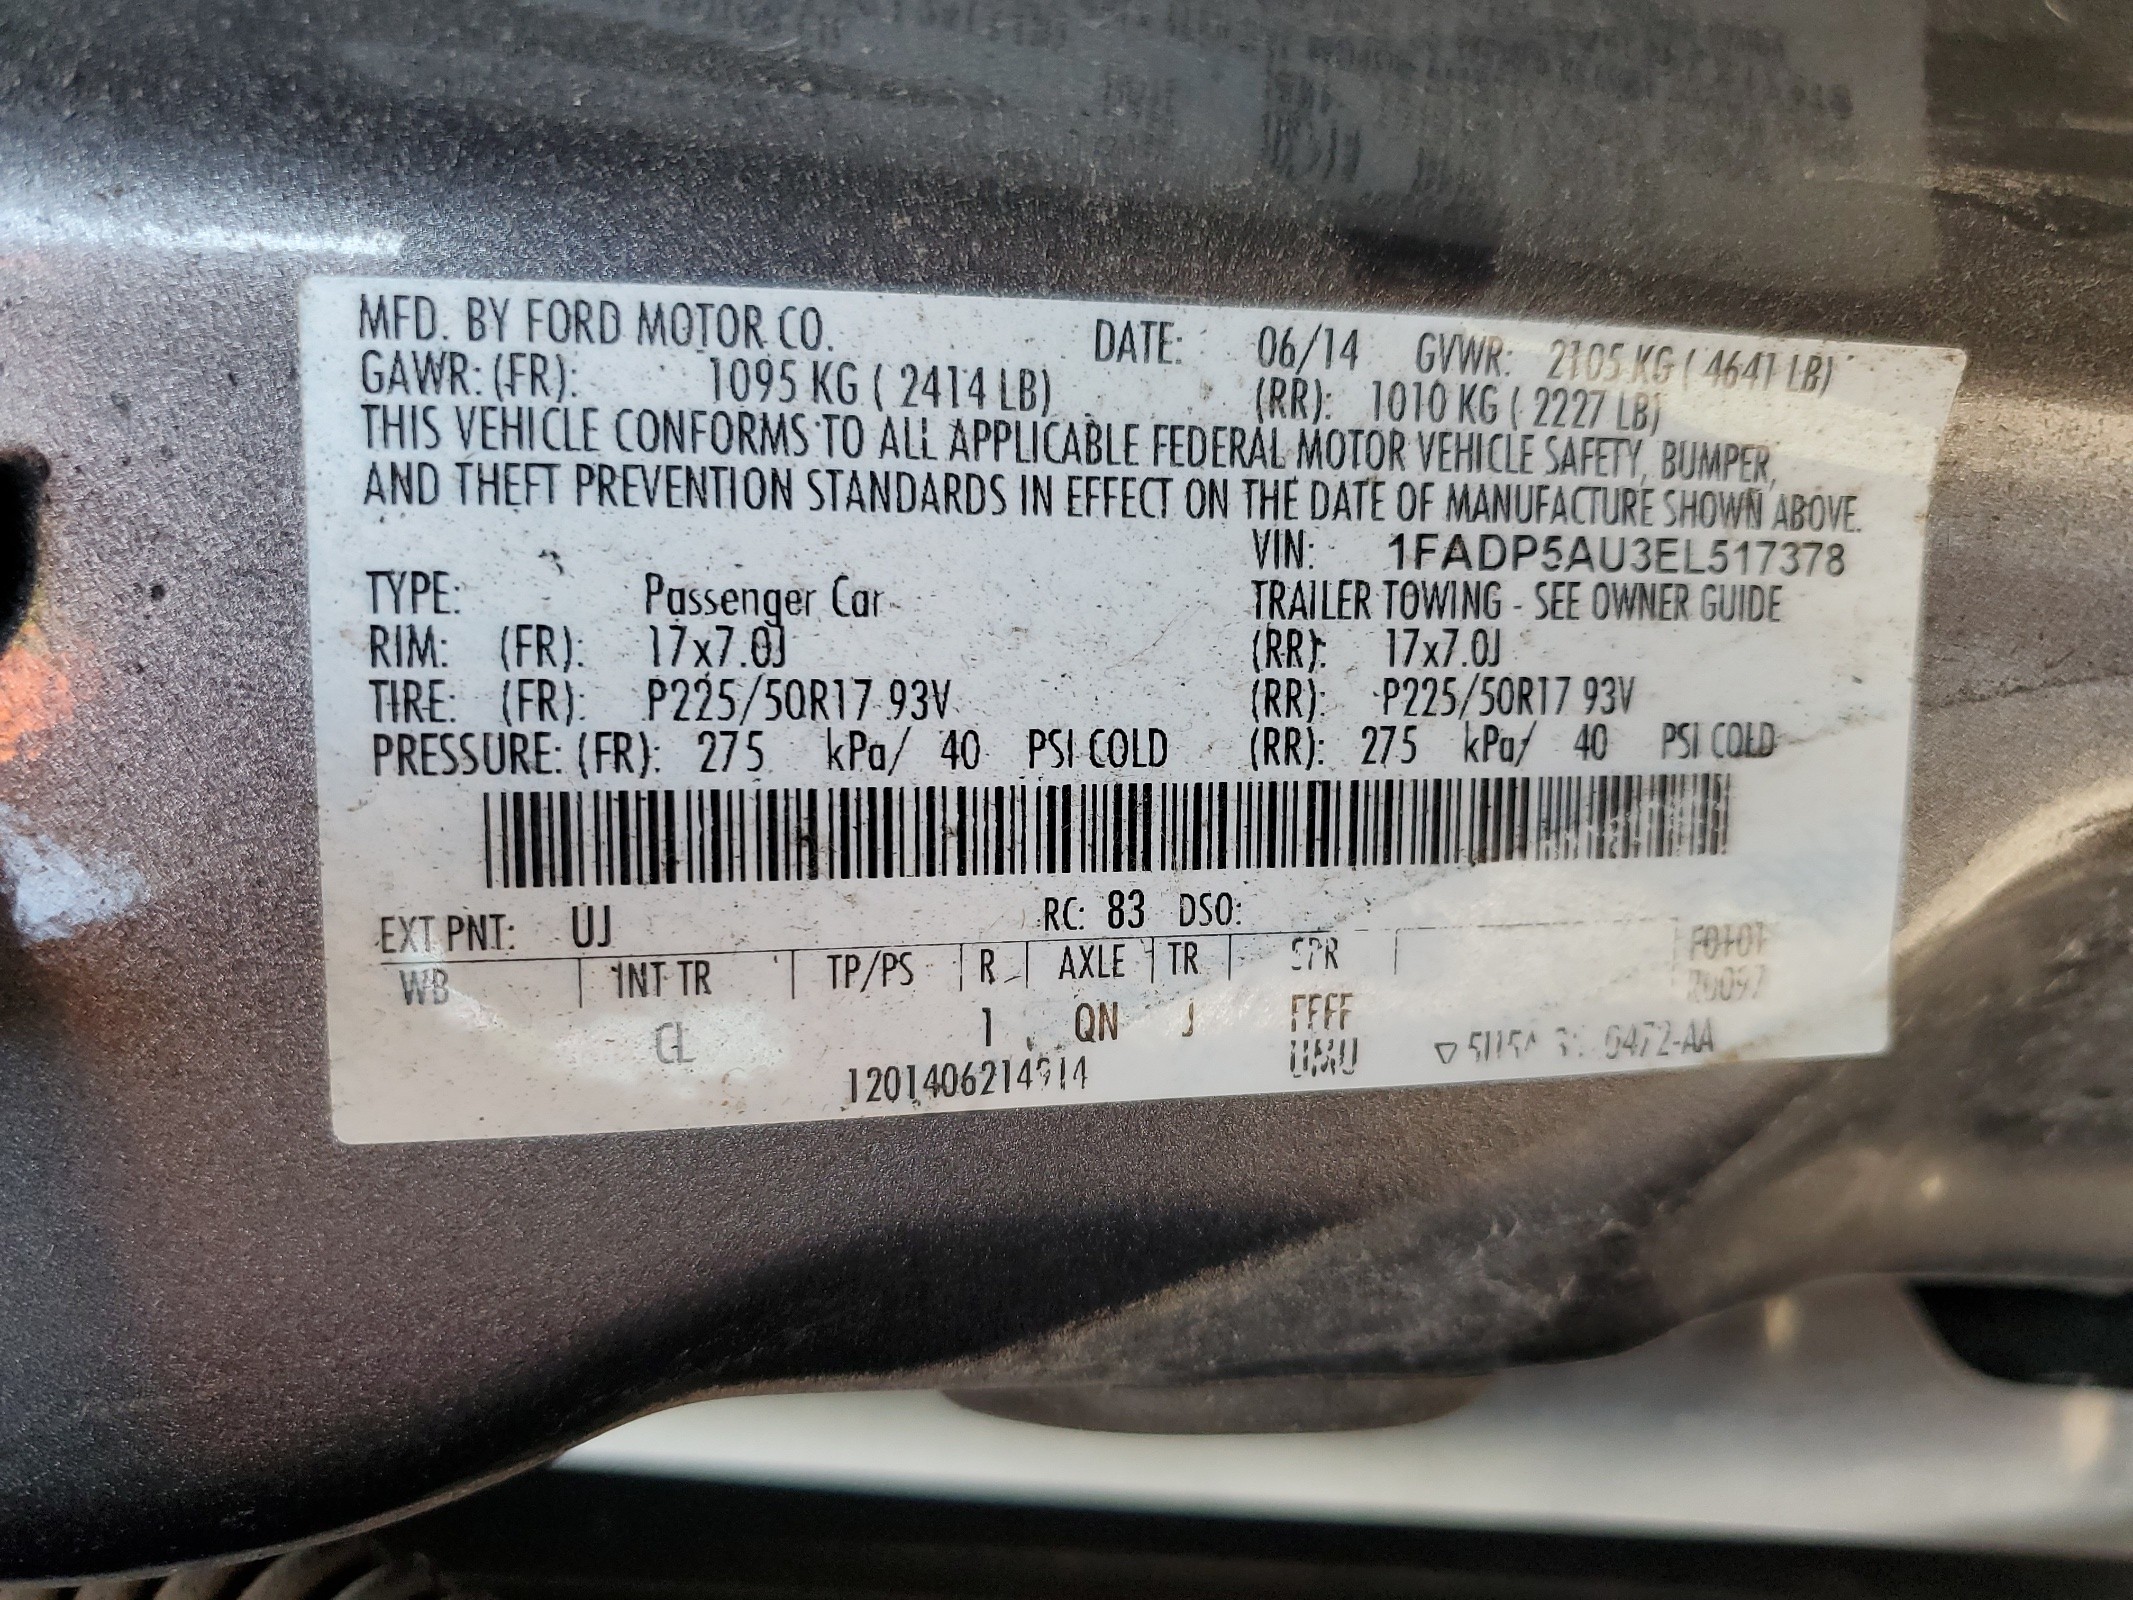 MFD. BY FORD MOTOR CO. DATE: 06/14 GVWR: 2105 KG ( 4641 LB)
GAWR: (FR): 1095 KG ( 2414 LB) (RR): 1010 KG ( 2227 LB)
THIS VEHICLE CONFORMS TO ALL APPLICABLE FEDERAL MOTOR VEHICLE SAFETY, BUMPER,
AND THEFT PREVENTION STANDARDS IN EFFECT ON THE DATE OF MANUFACTURE SHOWN ABOVE.
VIN: 1FADP5AU3EL517378
TYPE: Passenger Car TRAILER TOWING - SEE OWNER GUIDE
RIM: (FR): 17x7.0J (RR): 17x7.0J
TIRE: (FR): P225/50R17 93V (RR): P225/50R17 93V
PRESSURE: (FR): 275 kPa/ 40 PSI COLD (RR): 275 kPa/ 40 PSI COLD
EXT PNT: UJ RC: 83 DSO:
WB INT TR TP/PS R AXLE TR SPR
CL 1 QN J FFFF
UMU